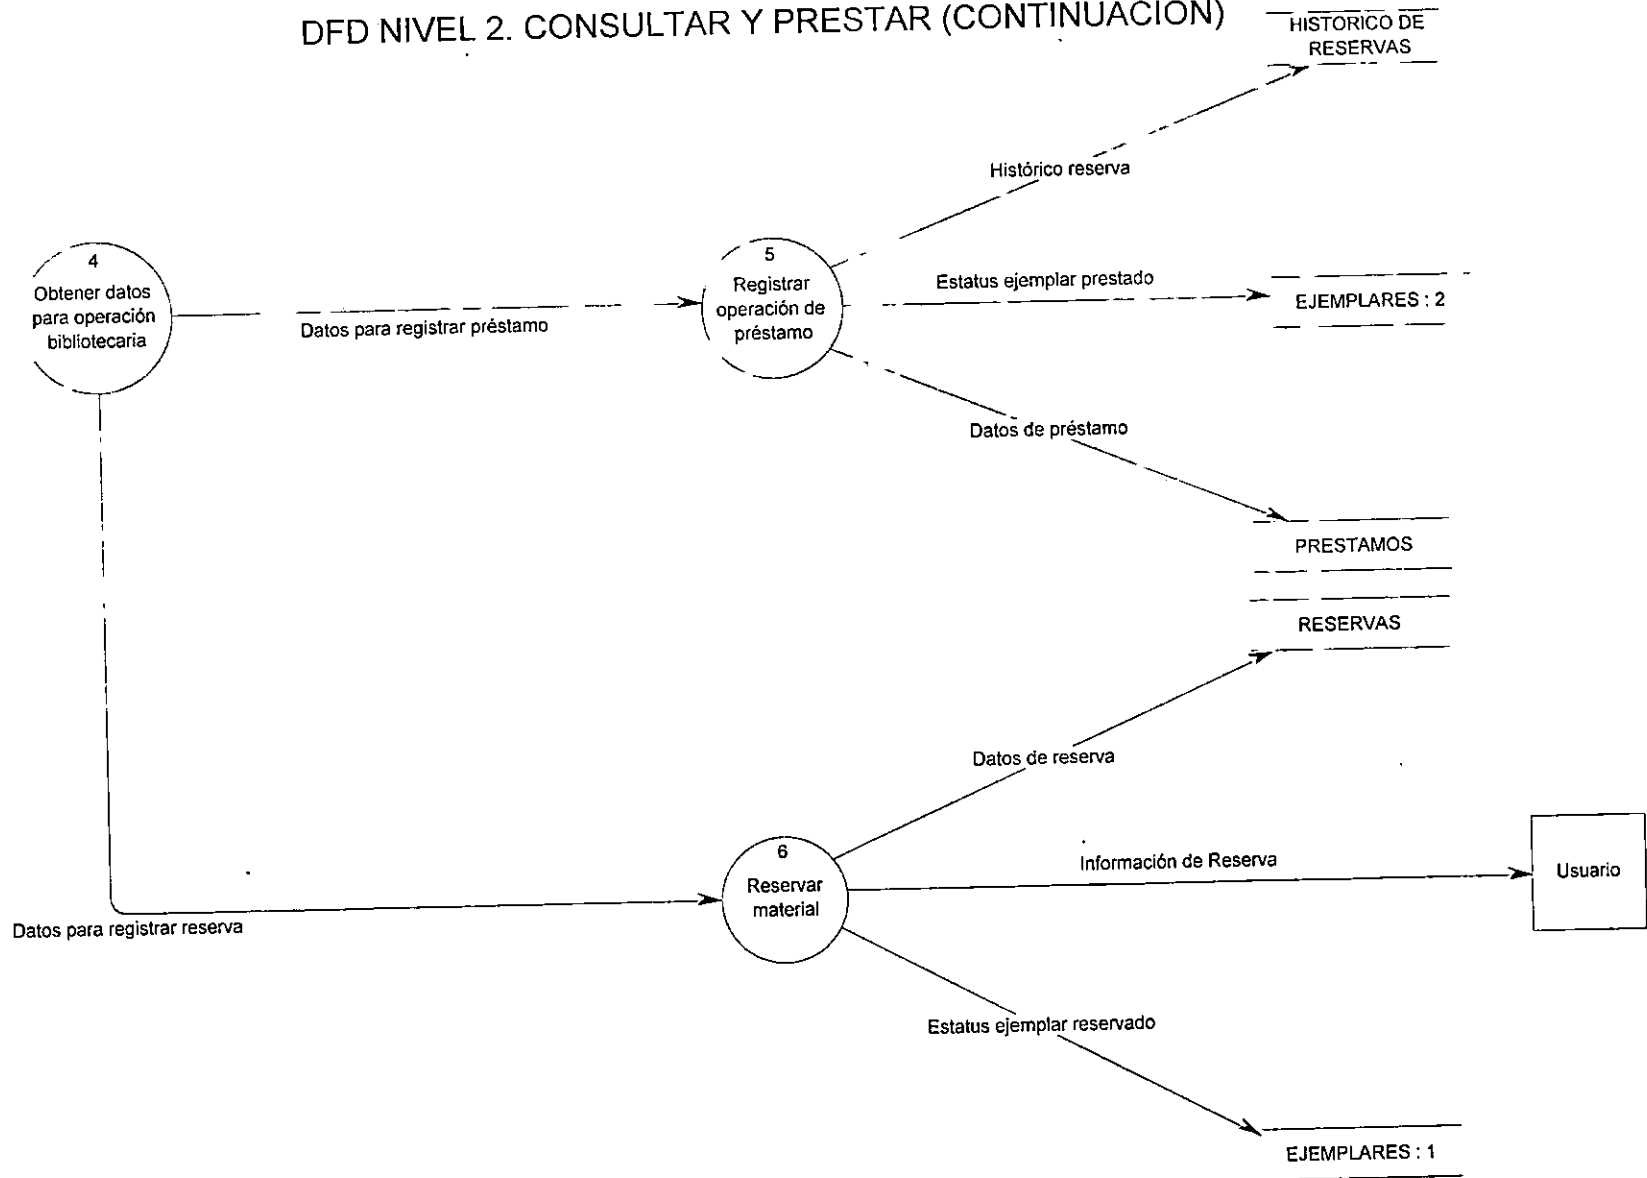 DFD NIVEL 2. CONSULTAR Y PRESTAR (CONTINUACION)
HISTORICO DE
RESERVAS
Histórico reserva
4
Obtener datos
para operación
bibliotecaria
Datos para registrar préstamo
5
Registrar
operación de
préstamo
Estatus ejemplar prestado
EJEMPLARES : 2
Datos de préstamo
PRESTAMOS
RESERVAS
Datos de reserva
6
Reservar
material
Información de Reserva
Usuario
Datos para registrar reserva
Estatus ejemplar reservado
EJEMPLARES : 1